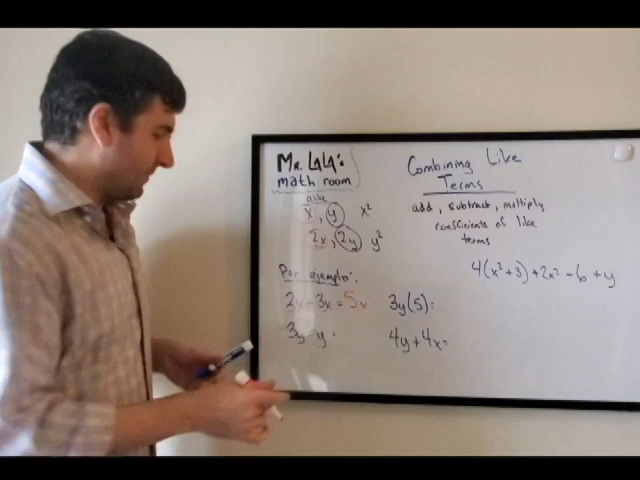 Mr. LaLa's
math room
Combining Like
Terms
add, subtract, multiply
coefficients of like
terms
alike
x, y x²
2x, 2y y²
4(x²+3)+2x²-6+y
Por ejemplo:
2x+3x=5x
3y(5)=
3y-y=
4y+4x=